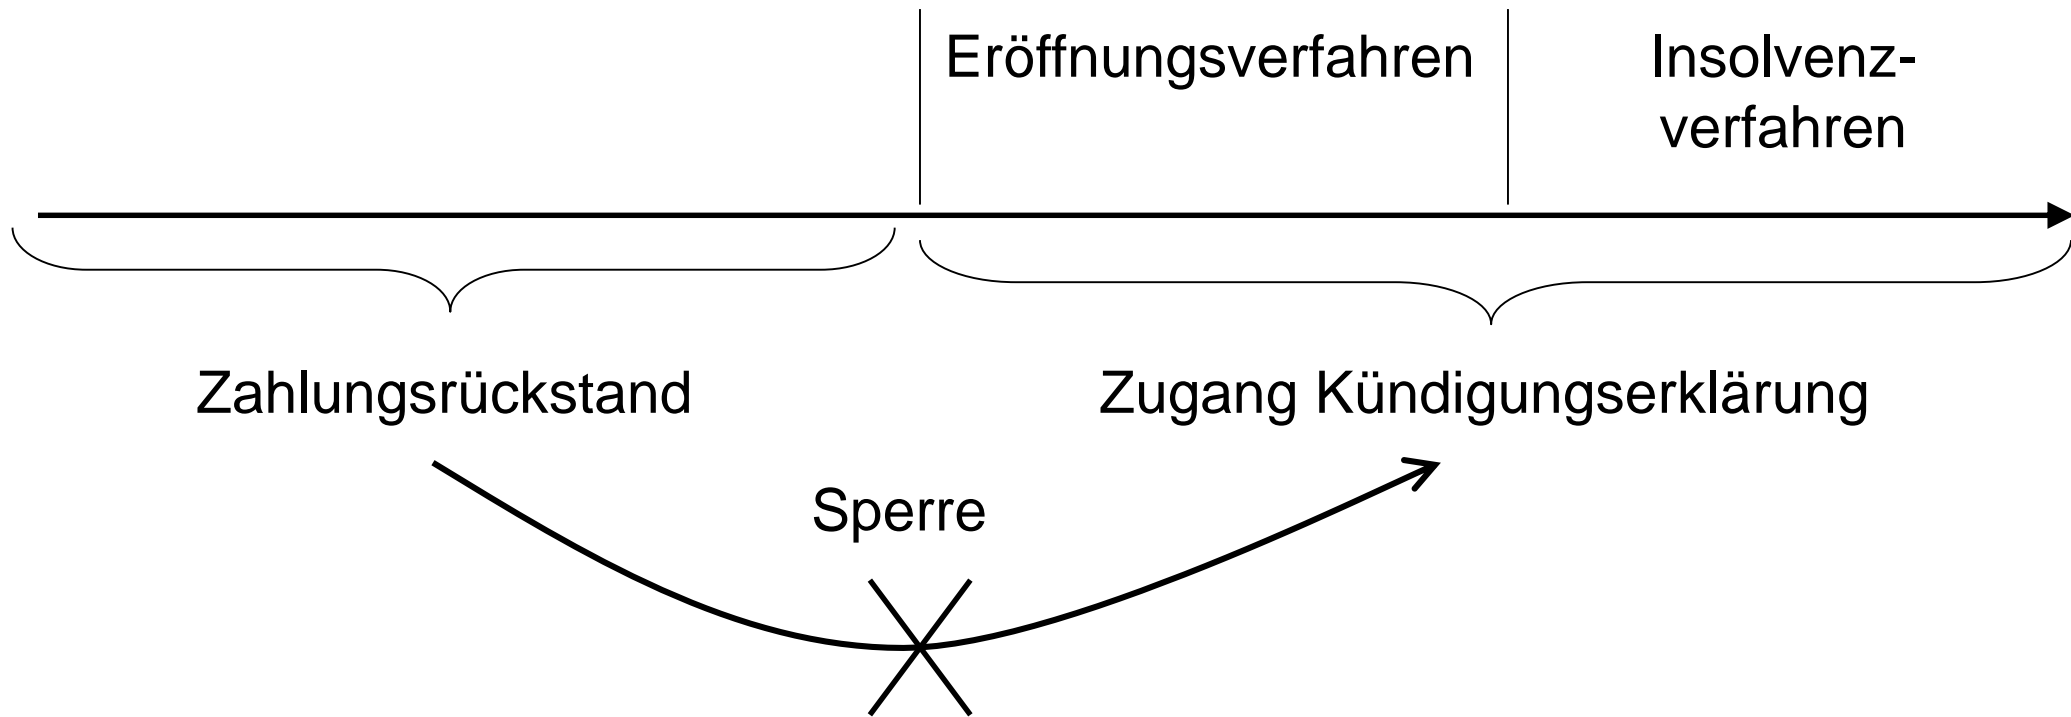 Eröffnungsverfahren
Insolvenz-
verfahren
Zahlungsrückstand
Zugang Kündigungserklärung
Sperre